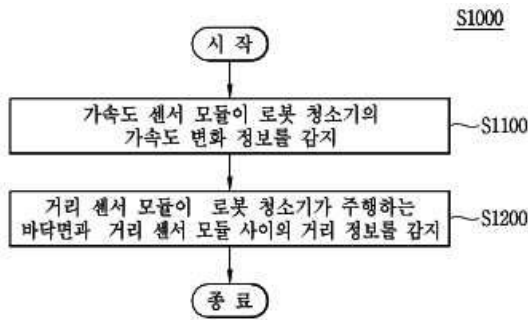 S1000
시 작
가속도 센서 모듈이 로봇 청소기의
가속도 변화 정보를 감지
S1100
거리 센서 모듈이 로봇 청소기가 주행하는
바닥면과 거리 센서 모듈 사이의 거리 정보를 감지
S1200
종 료